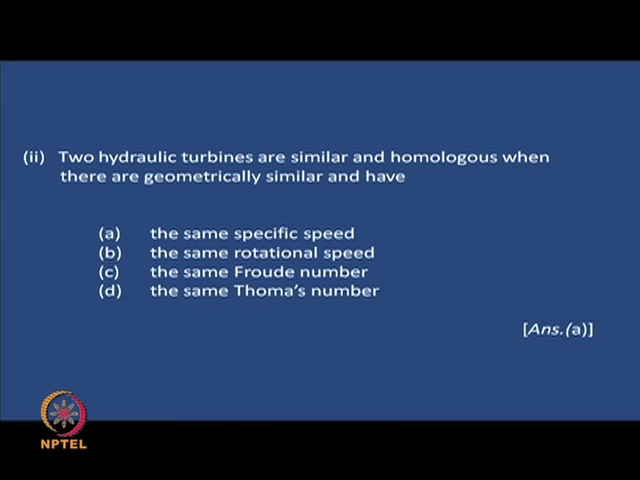 (ii) Two hydraulic turbines are similar and homologous when
there are geometrically similar and have
(a) the same specific speed
(b) the same rotational speed
(c) the same Froude number
(d) the same Thoma's number
[Ans.(a)]
NPTEL